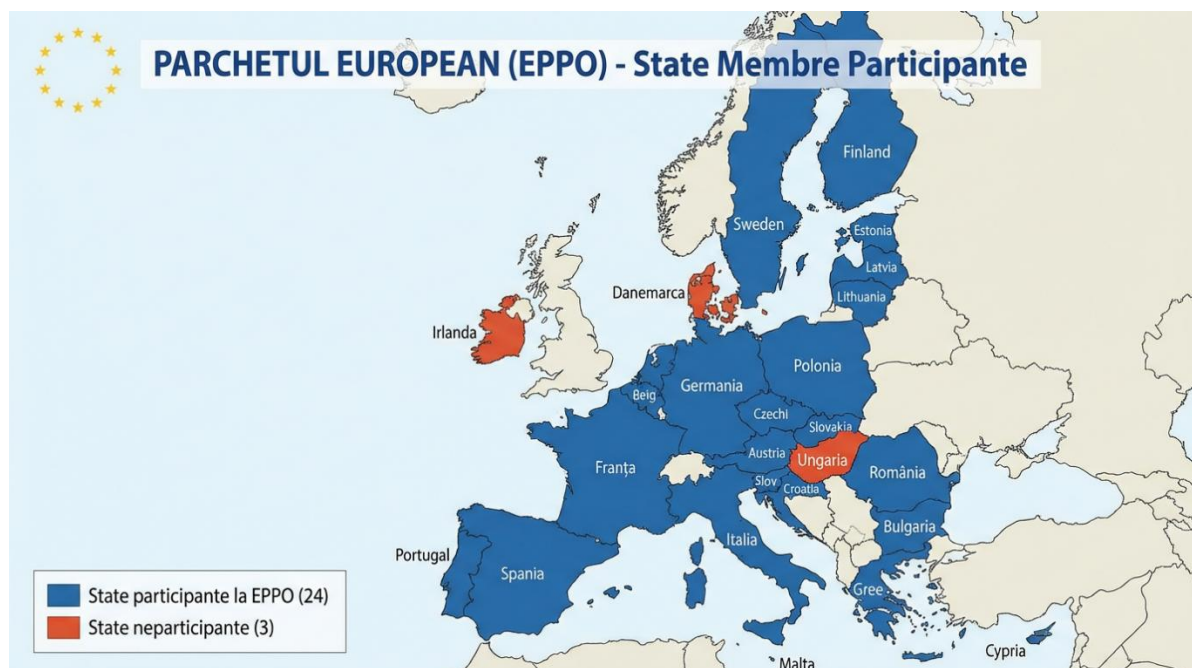 PARCHETUL EUROPEAN (EPPO) - State Membre Participante
Finland
Sweden
Estonia
Latvia
Danemarca
Lithuania
Irlanda
Polonia
Germania
Belg
Czechi
Slovakia
Austria
Ungaria
Franța
România
Slov
Croatia
Bulgaria
Italia
Portugal
Spania
Gree
State participante la EPPO (24)
State neparticipante (3)
Cypria
Malta